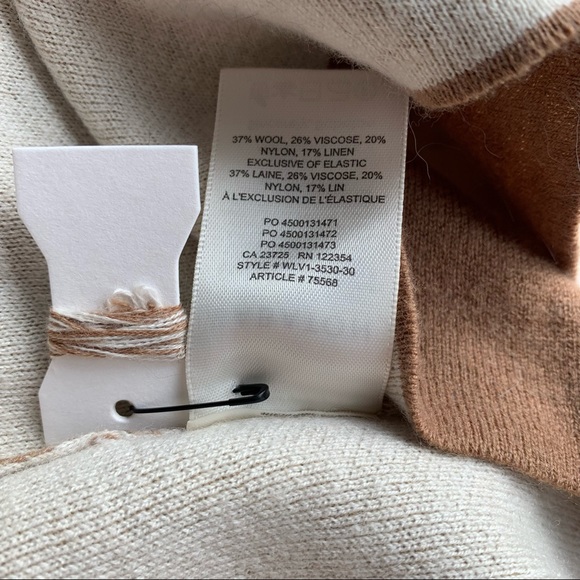 37% WOOL, 26% VISCOSE, 20%
NYLON, 17% LINEN
EXCLUSIVE OF ELASTIC
37% LAINE, 26% VISCOSE, 20%
NYLON, 17% LIN
À L'EXCLUSION DE L'ÉLASTIQUE
PO 4500131471
PO 4500131472
PO 4500131473
CA 23725 RN 122354
STYLE # WLV1-3530-30
ARTICLE # 75568